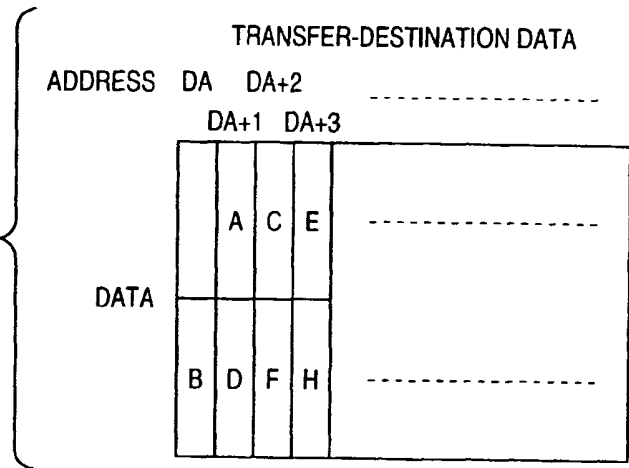 TRANSFER-DESTINATION DATA
ADDRESS DA DA+2
DA+1 DA+3
A C E
DATA
B D F H